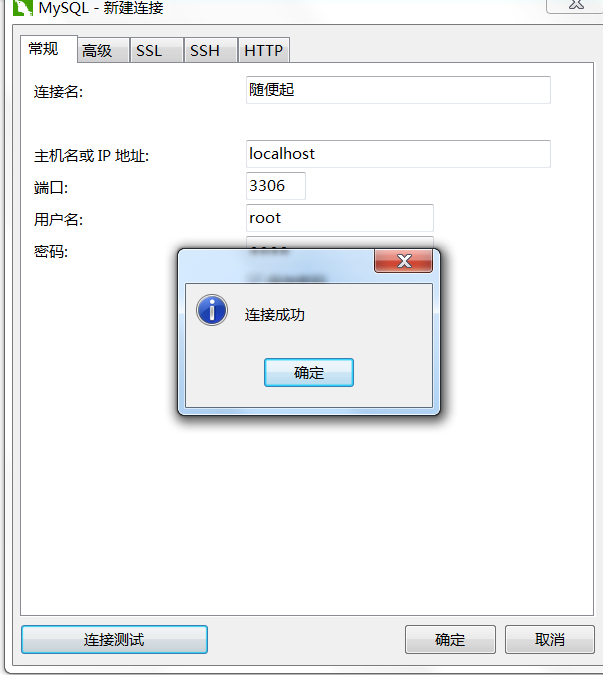 MySQL - 新建连接
常规 高级 SSL SSH HTTP
连接名: 随便起
主机名或 IP 地址: localhost
端口: 3306
用户名: root
密码:
连接成功
确定
连接测试 确定 取消